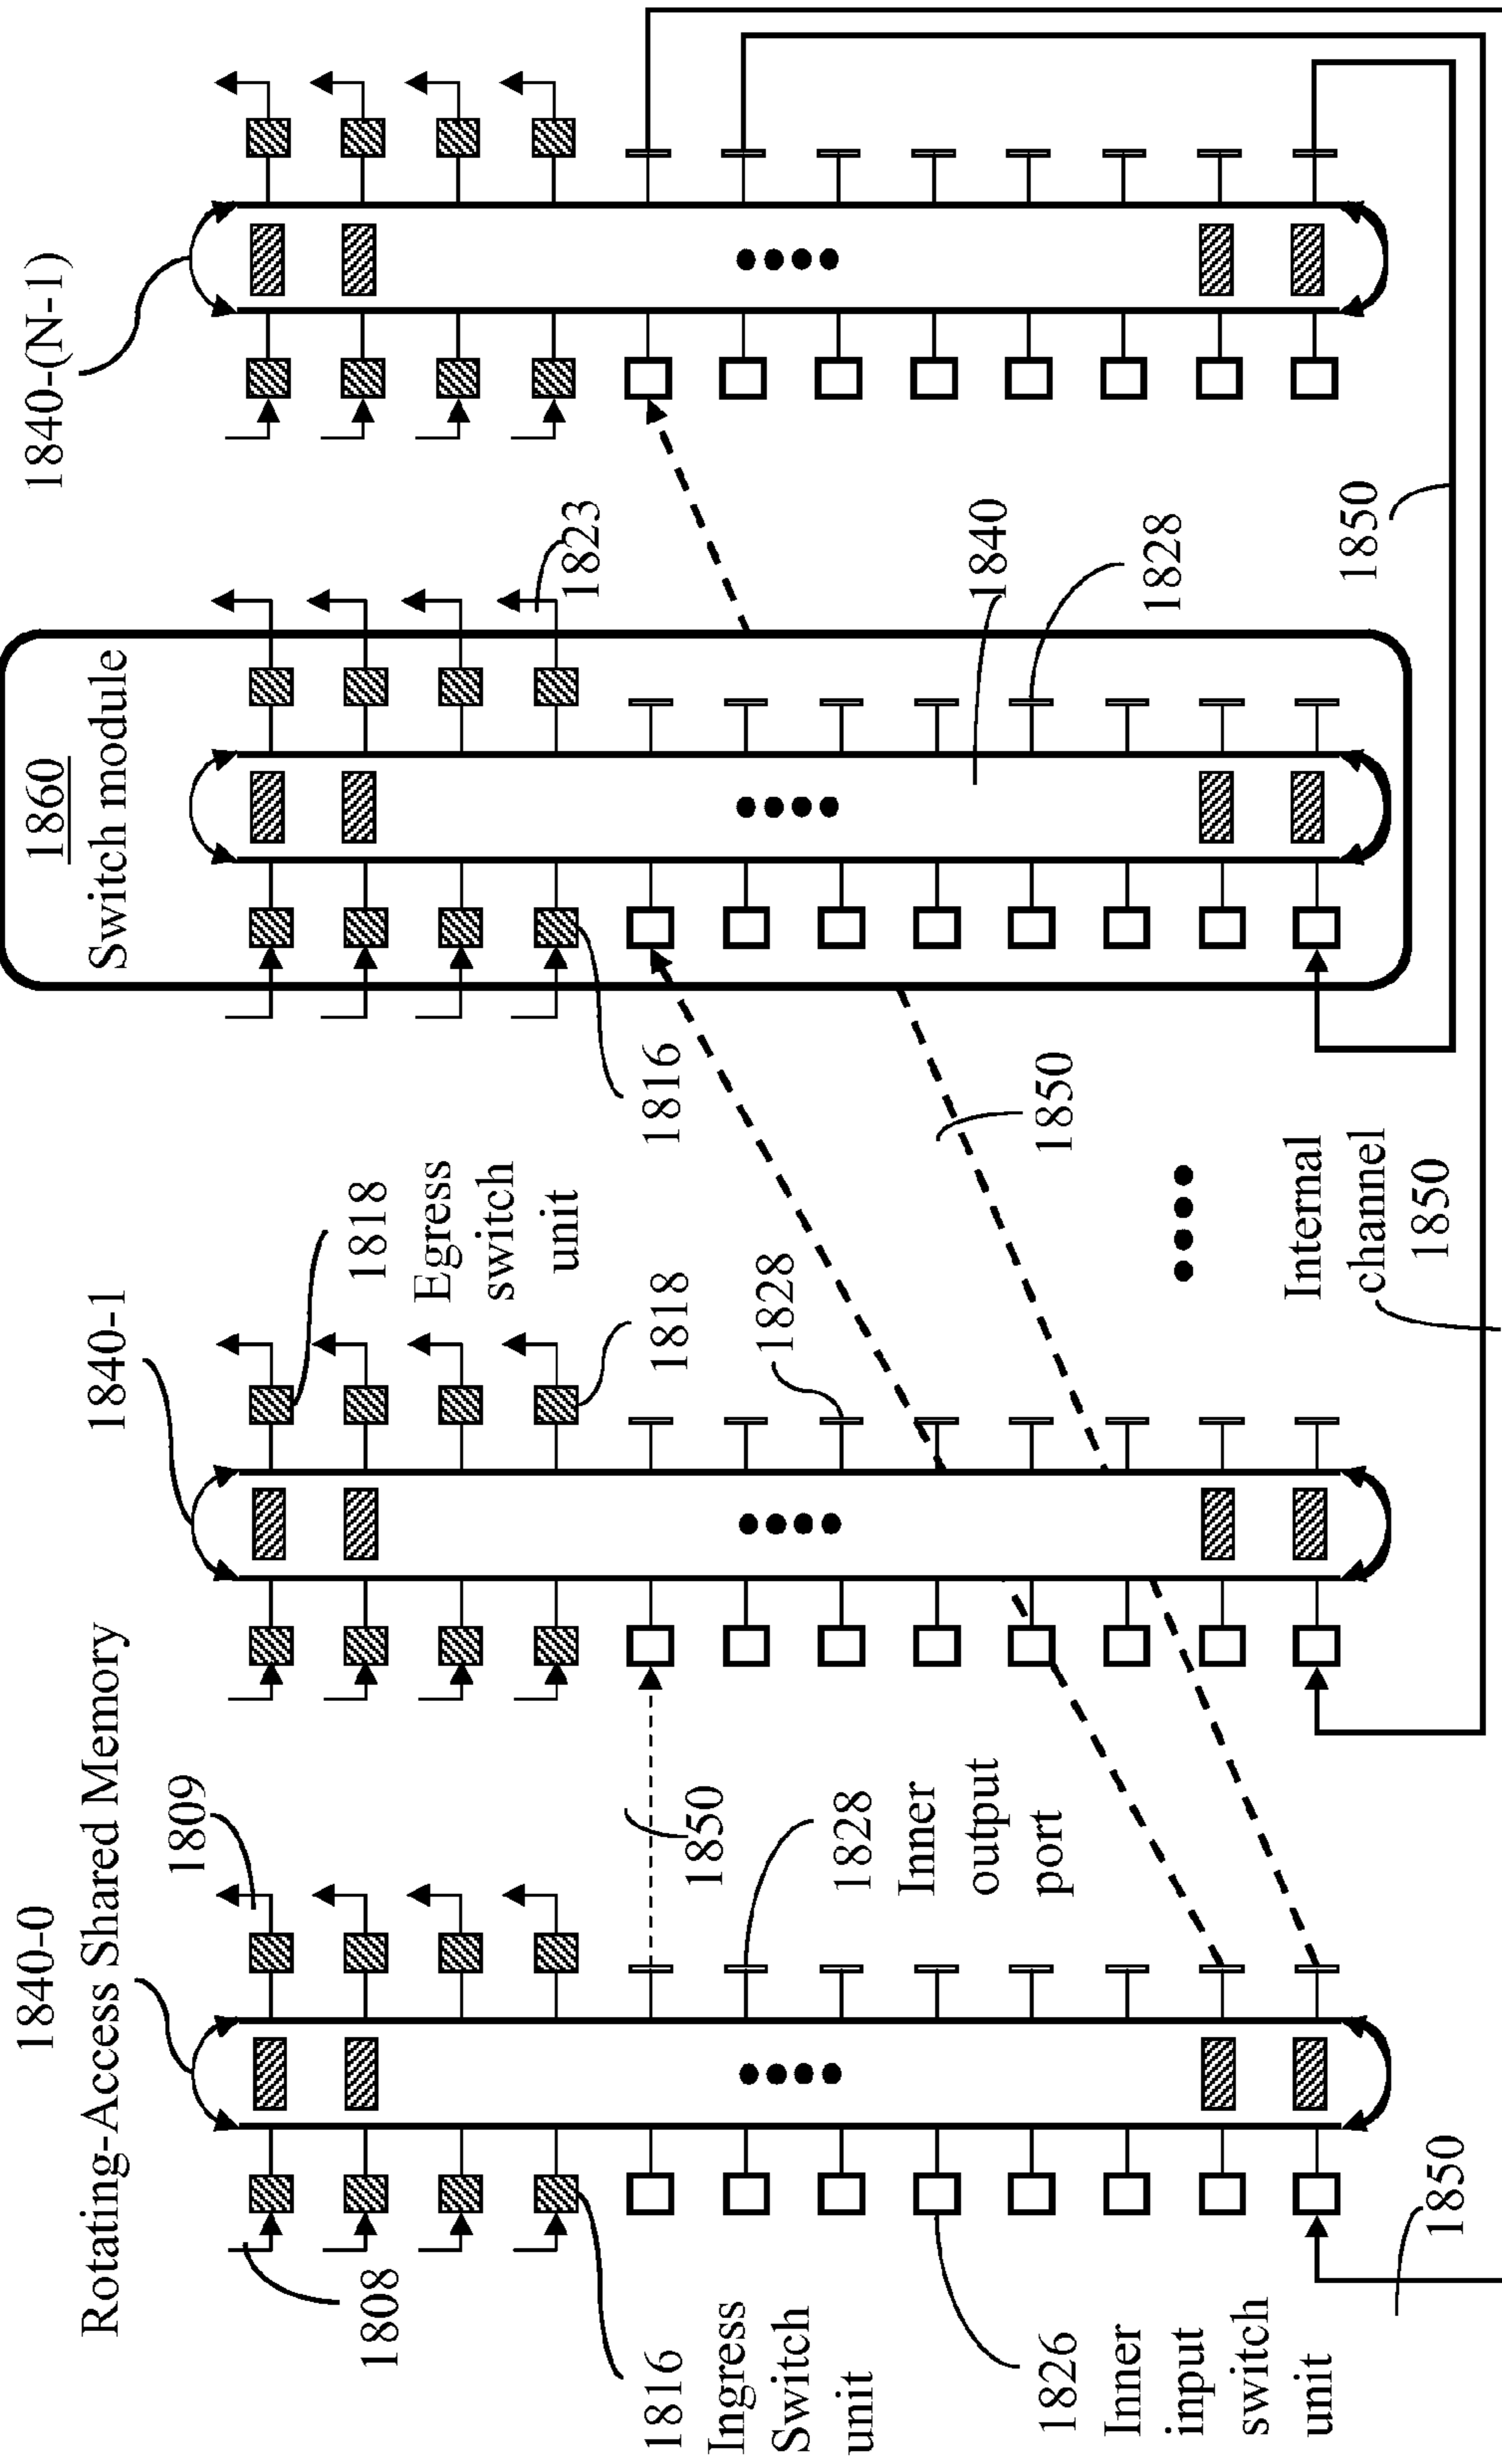 1840-0
Rotating-Access Shared Memory
1809
1808
1816
Ingress
Switch
unit
1826
Inner
input
switch
unit
1850
1850
1828
Inner
output
port
1840-1
1818
Egress
switch
unit
1818
1828
1816
1850
Internal
channel
1850
1860
Switch module
1823
1840
1828
1850
1840-(N-1)